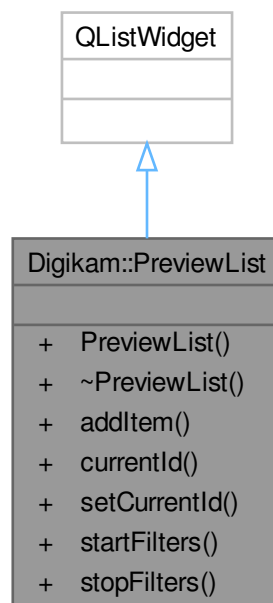 QListWidget
Digikam::PreviewList
+ PreviewList()
+ ~PreviewList()
+ addItem()
+ currentId()
+ setCurrentId()
+ startFilters()
+ stopFilters()